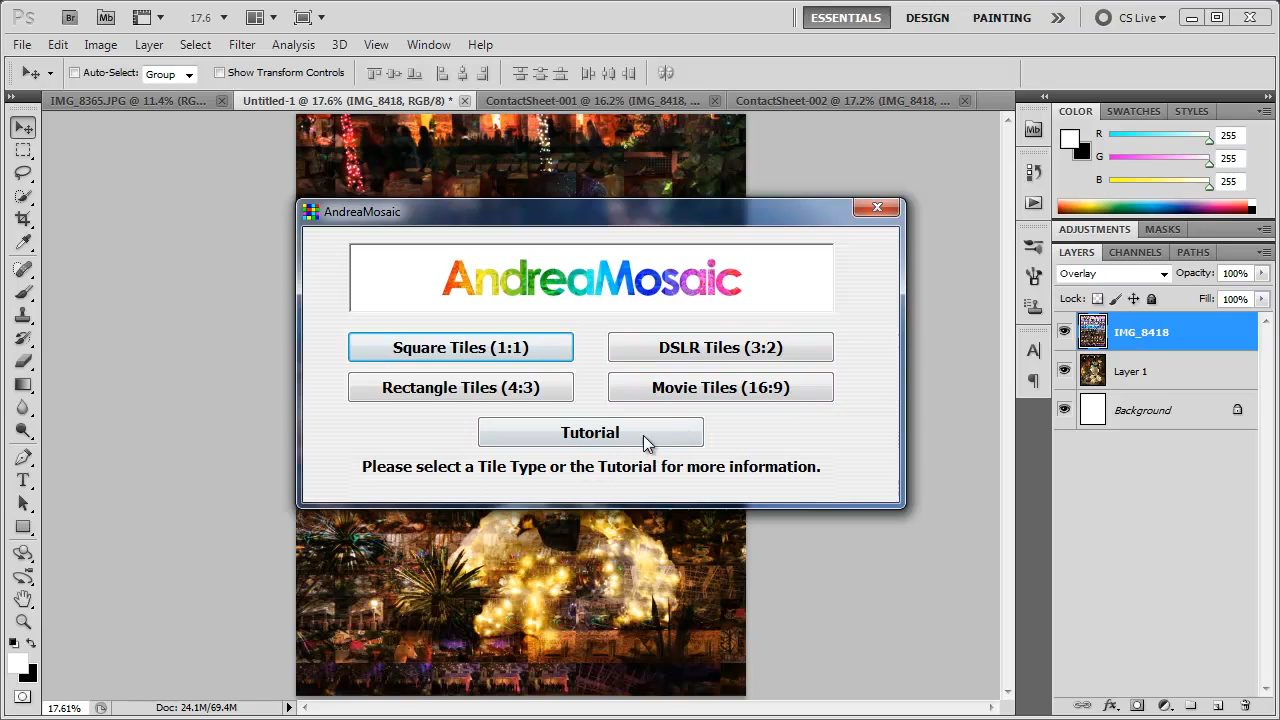 Ps Br Mb 17.6 ESSENTIALS DESIGN PAINTING CS Live
File Edit Image Layer Select Filter Analysis 3D View Window Help
Auto-Select: Group Show Transform Controls
IMG_8365.JPG @ 11.4% (RG... Untitled-1 @ 17.6% (IMG_8418, RGB/8) * ContactSheet-001 @ 16.2% (IMG_8418, ... ContactSheet-002 @ 17.2% (IMG_8418, ...
COLOR SWATCHES STYLES
Mb
R 255
G 255
B 255
ADJUSTMENTS MASKS
LAYERS CHANNELS PATHS
Overlay Opacity: 100%
Lock: Fill: 100%
IMG_8418
Layer 1
Background
AndreaMosaic
AndreaMosaic
Square Tiles (1:1) DSLR Tiles (3:2)
Rectangle Tiles (4:3) Movie Tiles (16:9)
Tutorial
Please select a Tile Type or the Tutorial for more information.
17.61% Doc: 24.1M/69.4M